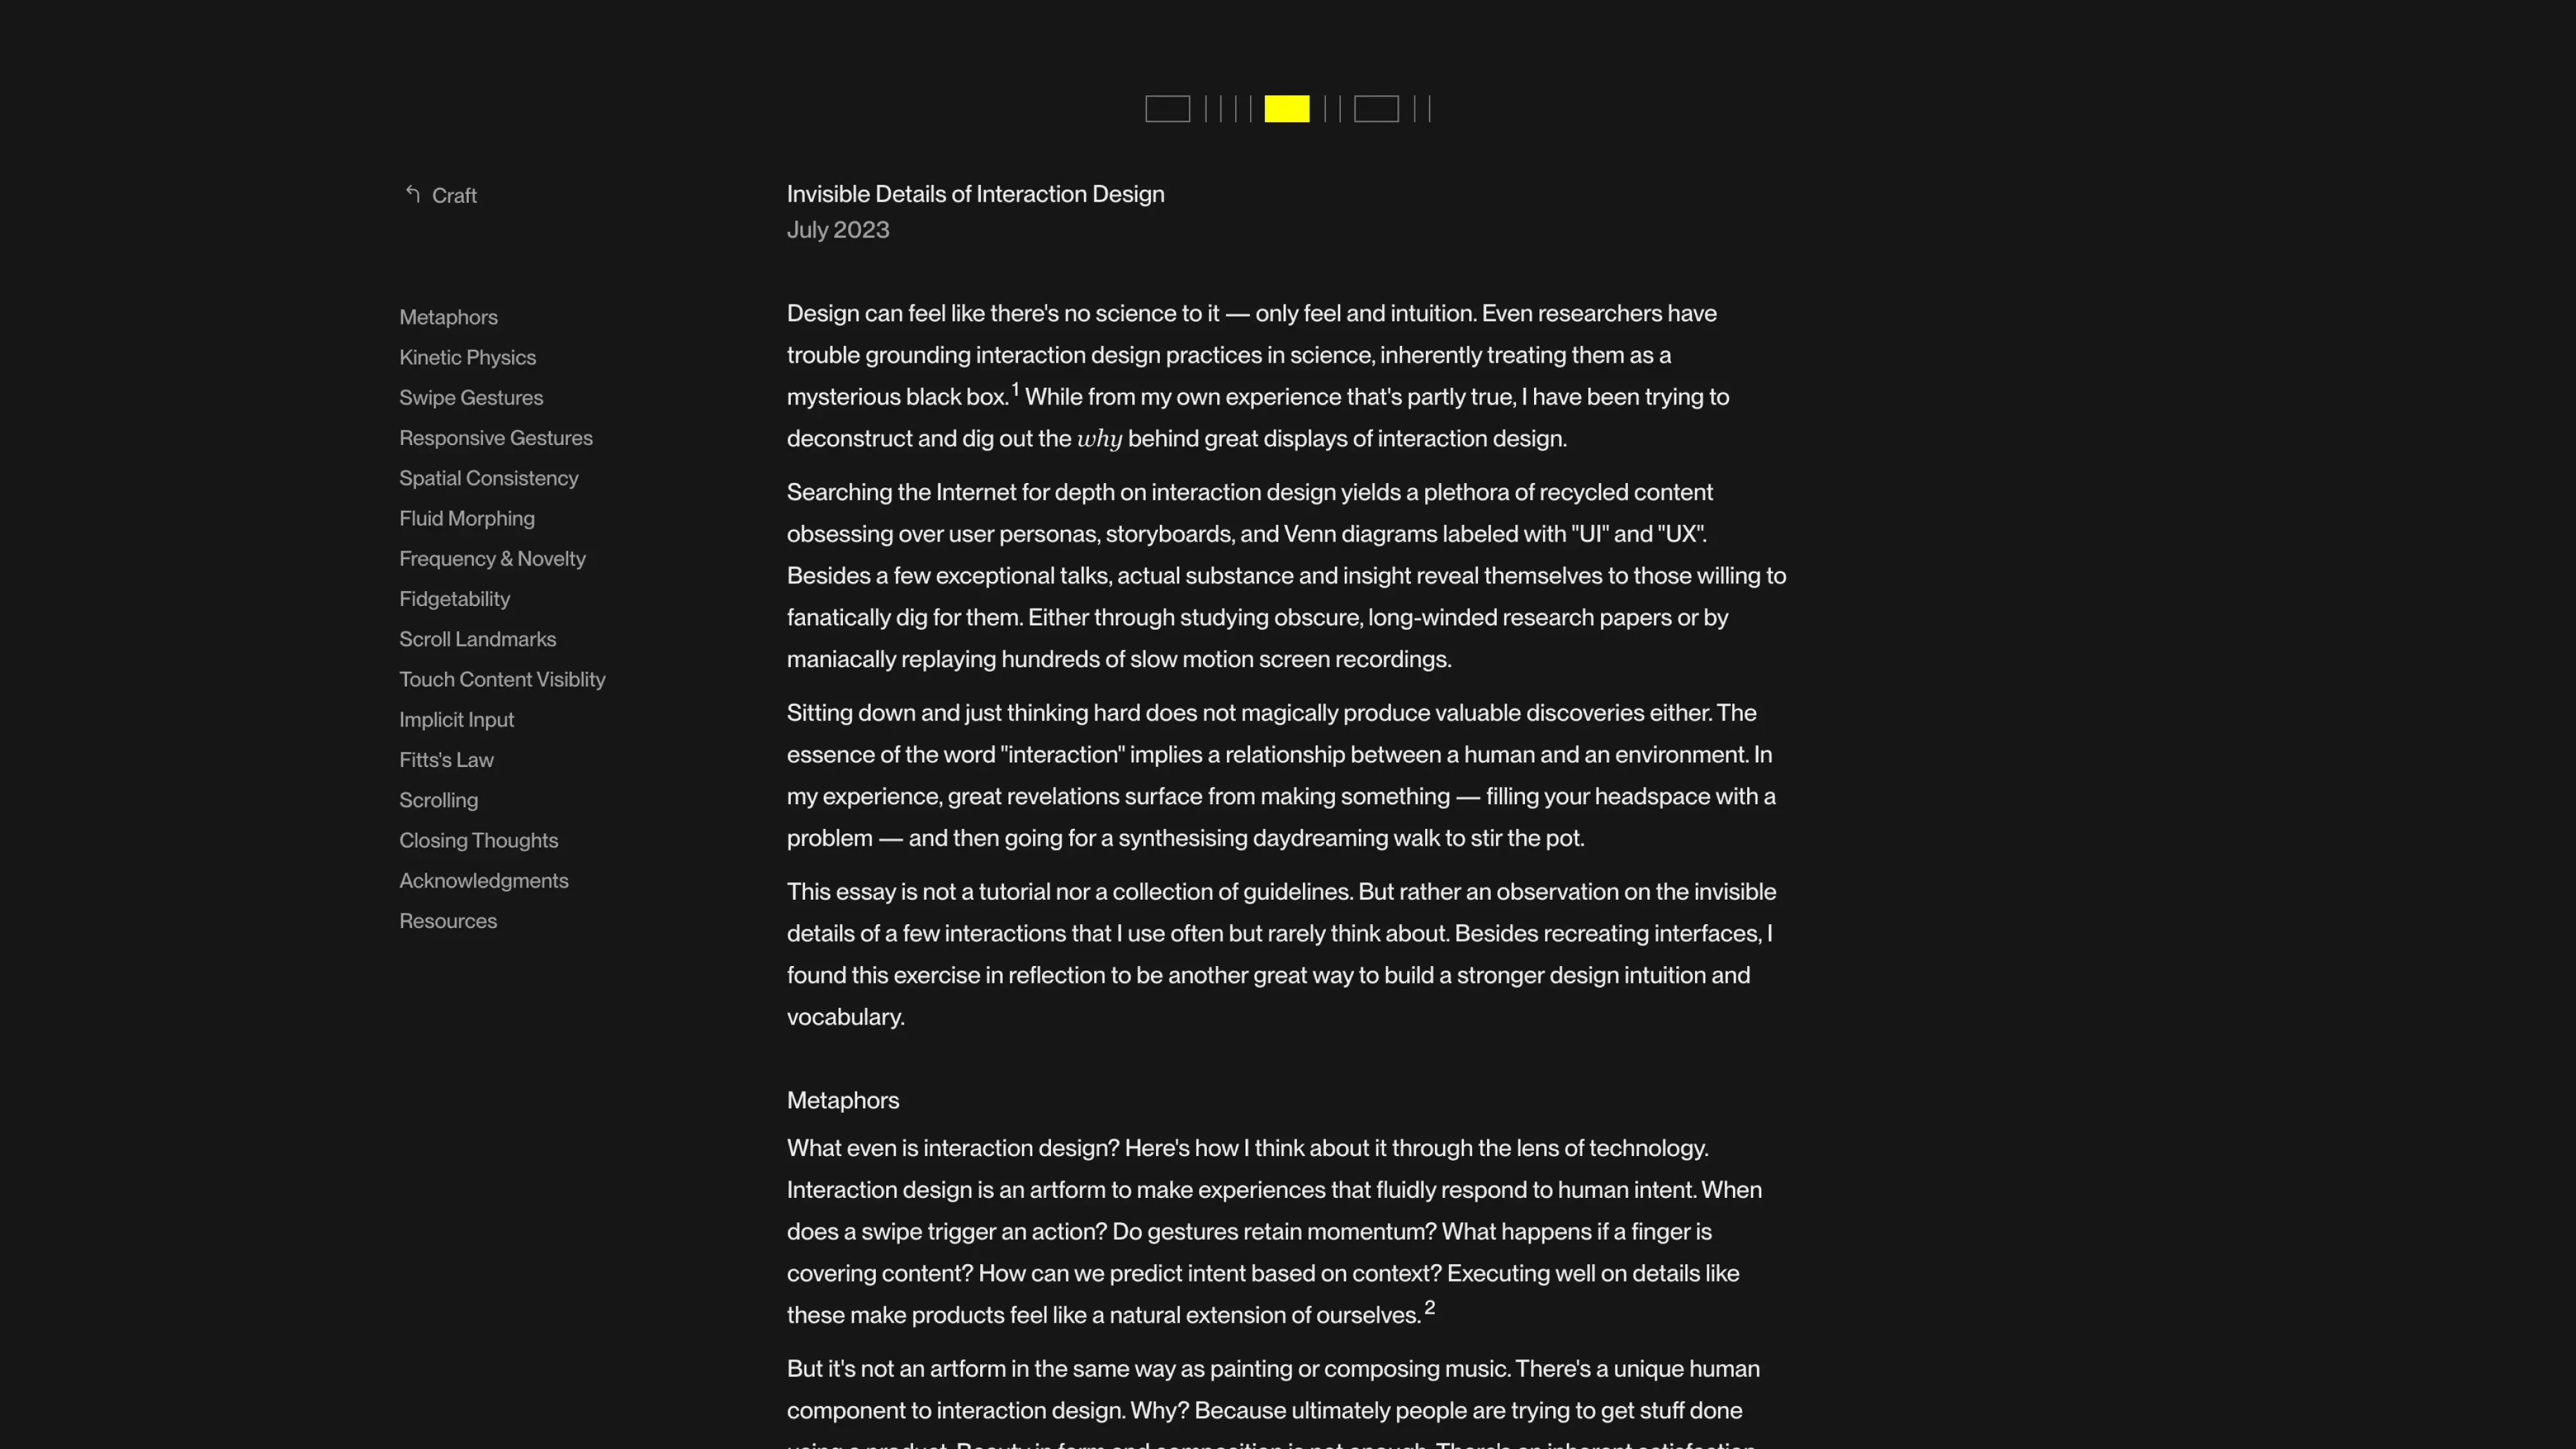 Craft
Invisible Details of Interaction Design
July 2023
Metaphors
Kinetic Physics
Swipe Gestures
Responsive Gestures
Spatial Consistency
Fluid Morphing
Frequency & Novelty
Fidgetability
Scroll Landmarks
Touch Content Visiblity
Implicit Input
Fitts's Law
Scrolling
Closing Thoughts
Acknowledgments
Resources
Design can feel like there's no science to it — only feel and intuition. Even researchers have
trouble grounding interaction design practices in science, inherently treating them as a
mysterious black box.1 While from my own experience that's partly true, I have been trying to
deconstruct and dig out the why behind great displays of interaction design.
Searching the Internet for depth on interaction design yields a plethora of recycled content
obsessing over user personas, storyboards, and Venn diagrams labeled with "UI" and "UX".
Besides a few exceptional talks, actual substance and insight reveal themselves to those willing to
fanatically dig for them. Either through studying obscure, long-winded research papers or by
maniacally replaying hundreds of slow motion screen recordings.
Sitting down and just thinking hard does not magically produce valuable discoveries either. The
essence of the word "interaction" implies a relationship between a human and an environment. In
my experience, great revelations surface from making something — filling your headspace with a
problem — and then going for a synthesising daydreaming walk to stir the pot.
This essay is not a tutorial nor a collection of guidelines. But rather an observation on the invisible
details of a few interactions that I use often but rarely think about. Besides recreating interfaces, I
found this exercise in reflection to be another great way to build a stronger design intuition and
vocabulary.
Metaphors
What even is interaction design? Here's how I think about it through the lens of technology.
Interaction design is an artform to make experiences that fluidly respond to human intent. When
does a swipe trigger an action? Do gestures retain momentum? What happens if a finger is
covering content? How can we predict intent based on context? Executing well on details like
these make products feel like a natural extension of ourselves.2
But it's not an artform in the same way as painting or composing music. There's a unique human
component to interaction design. Why? Because ultimately people are trying to get stuff done
using a product. Beauty in form and composition is not enough. There's an inherent satisfaction